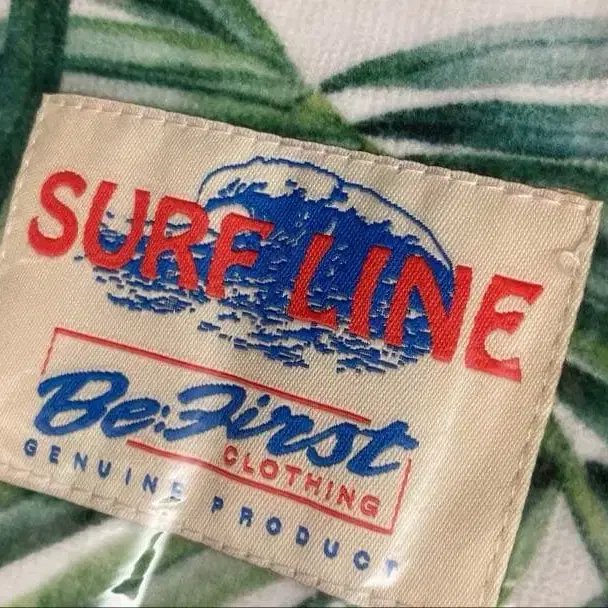 SURF LINE
Be:First
CLOTHING
GENUINE PRODUCT